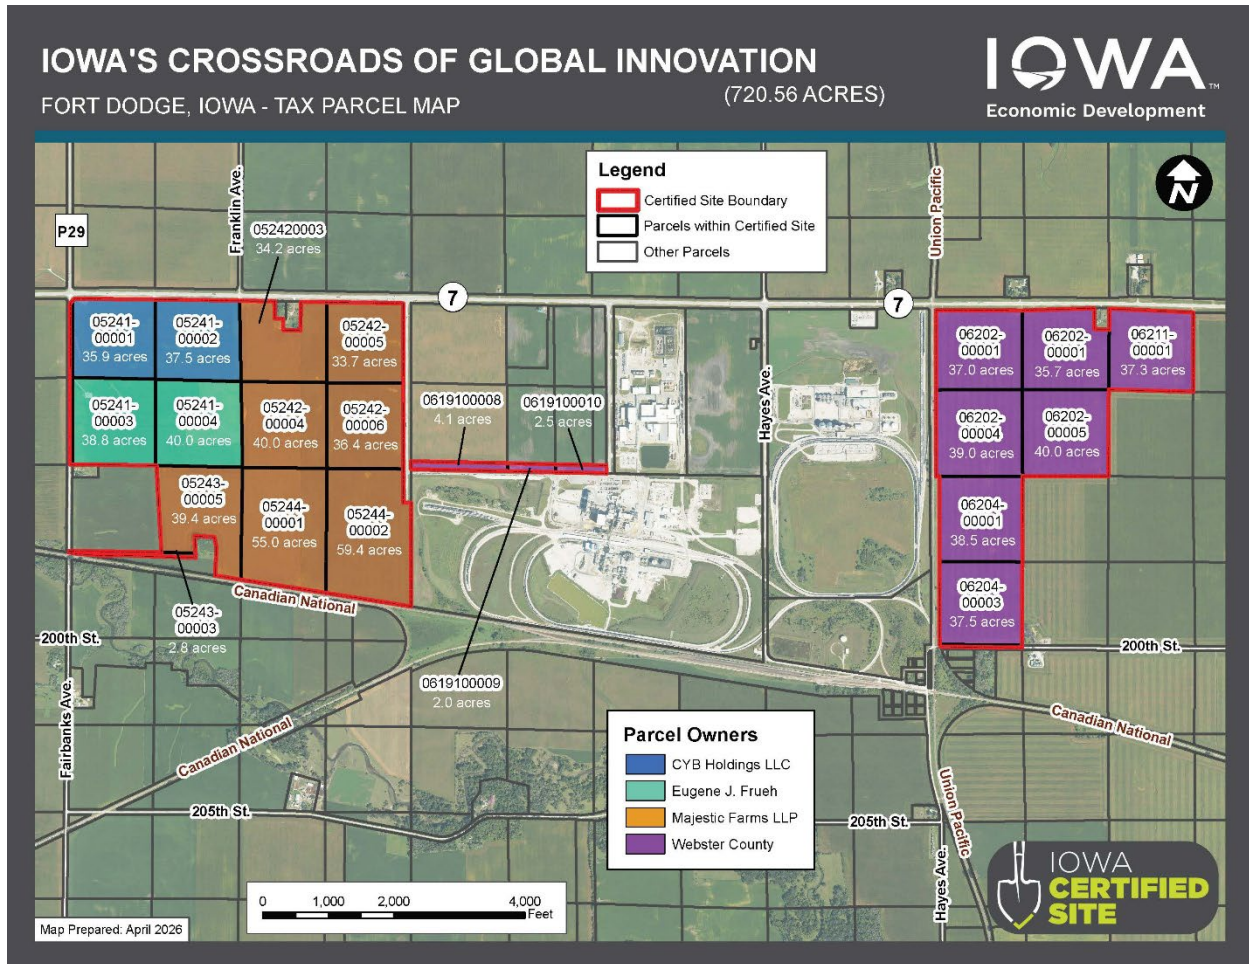 IOWA'S CROSSROADS OF GLOBAL INNOVATION
(720.56 ACRES)
FORT DODGE, IOWA - TAX PARCEL MAP
IOWA™
Economic Development
Legend
Certified Site Boundary
Parcels within Certified Site
Other Parcels
N
P29
Franklin Ave.
Union Pacific
052420003
34.2 acres
7
7
05241-
00001
35.9 acres
05241-
00002
37.5 acres
05242-
00005
33.7 acres
06202-
00001
37.0 acres
06202-
00001
35.7 acres
06211-
00001
37.3 acres
05241-
00003
38.8 acres
05241-
00004
40.0 acres
05242-
00004
40.0 acres
05242-
00006
36.4 acres
0619100008
4.1 acres
0619100010
2.5 acres
Hayes Ave.
06202-
00004
39.0 acres
06202-
00005
40.0 acres
05243-
00005
39.4 acres
05244-
00001
55.0 acres
05244-
00002
59.4 acres
06204-
00001
38.5 acres
06204-
00003
37.5 acres
Canadian National
05243-
00003
2.8 acres
200th St.
200th St.
0619100009
2.0 acres
Fairbanks Ave.
Canadian National
Canadian National
Parcel Owners
CYB Holdings LLC
Eugene J. Frueh
Majestic Farms LLP
Webster County
205th St.
205th St.
Union Pacific
Hayes Ave.
0 1,000 2,000 4,000
Feet
Map Prepared: April 2026
IOWA
CERTIFIED
SITE